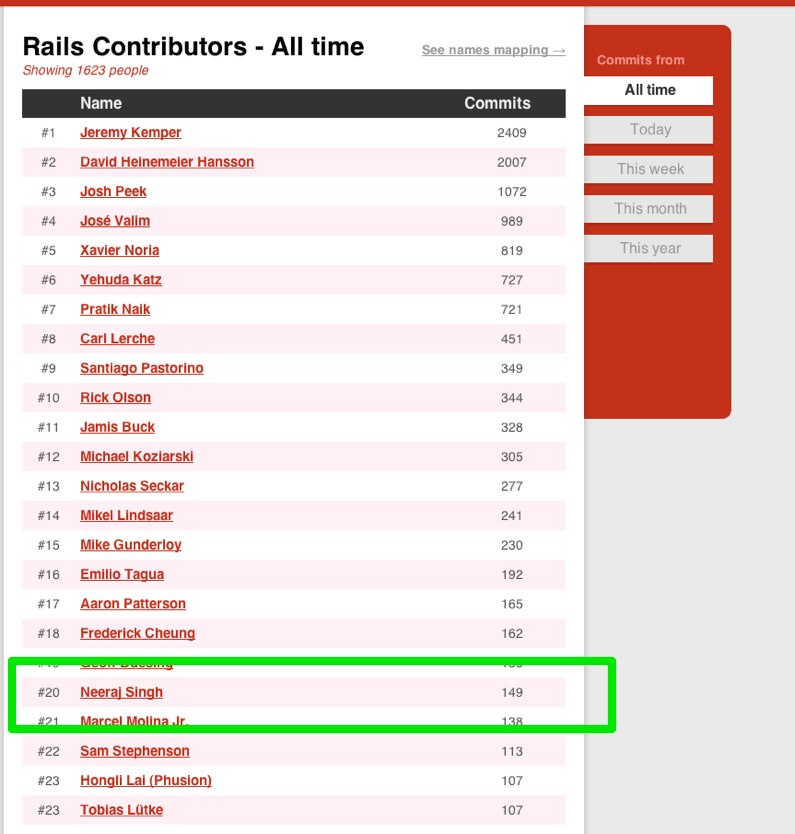 Rails Contributors - All time
See names mapping →
Showing 1623 people
Name Commits
#1 Jeremy Kemper 2409
#2 David Heinemeier Hansson 2007
#3 Josh Peek 1072
#4 José Valim 989
#5 Xavier Noria 819
#6 Yehuda Katz 727
#7 Pratik Naik 721
#8 Carl Lerche 451
#9 Santiago Pastorino 349
#10 Rick Olson 344
#11 Jamis Buck 328
#12 Michael Koziarski 305
#13 Nicholas Seckar 277
#14 Mikel Lindsaar 241
#15 Mike Gunderloy 230
#16 Emilio Tagua 192
#17 Aaron Patterson 165
#18 Frederick Cheung 162
#20 Neeraj Singh 149
#21 Marcel Molina Jr. 138
#22 Sam Stephenson 113
#23 Hongli Lai (Phusion) 107
#23 Tobias Lütke 107
Commits from
All time
Today
This week
This month
This year